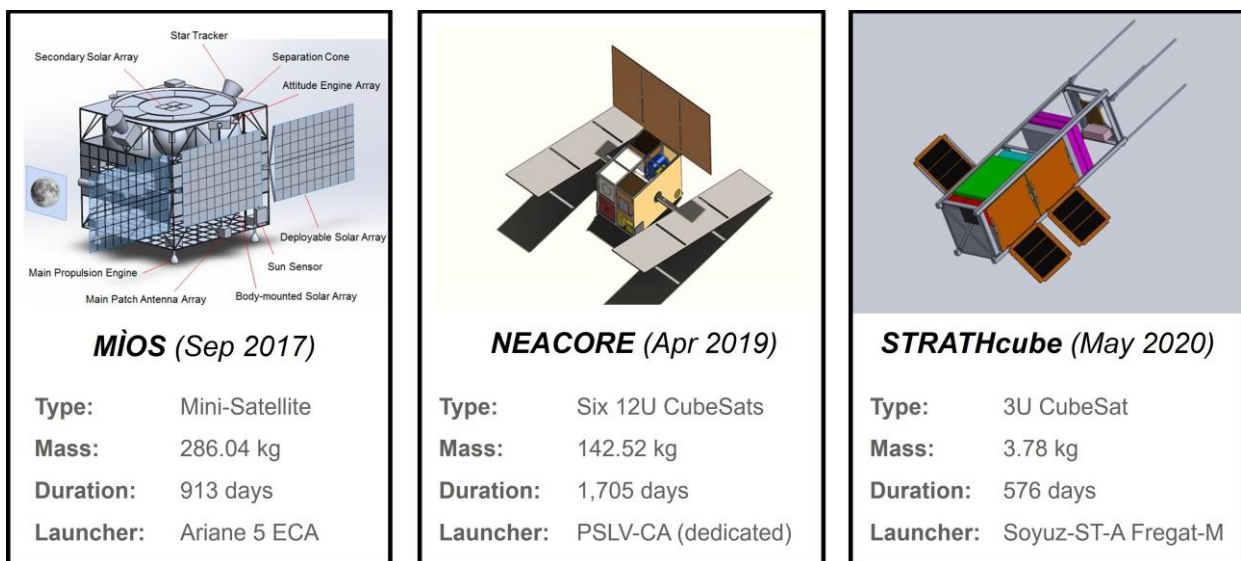 Star Tracker
Secondary Solar Array
Separation Cone
Attitude Engine Array
Deployable Solar Array
Main Propulsion Engine
Sun Sensor
Main Patch Antenna Array
Body-mounted Solar Array
MÌOS (Sep 2017)
Type: Mini-Satellite
Mass: 286.04 kg
Duration: 913 days
Launcher: Ariane 5 ECA
NEACORE (Apr 2019)
Type: Six 12U CubeSats
Mass: 142.52 kg
Duration: 1,705 days
Launcher: PSLV-CA (dedicated)
STRATHcube (May 2020)
Type: 3U CubeSat
Mass: 3.78 kg
Duration: 576 days
Launcher: Soyuz-ST-A Fregat-M